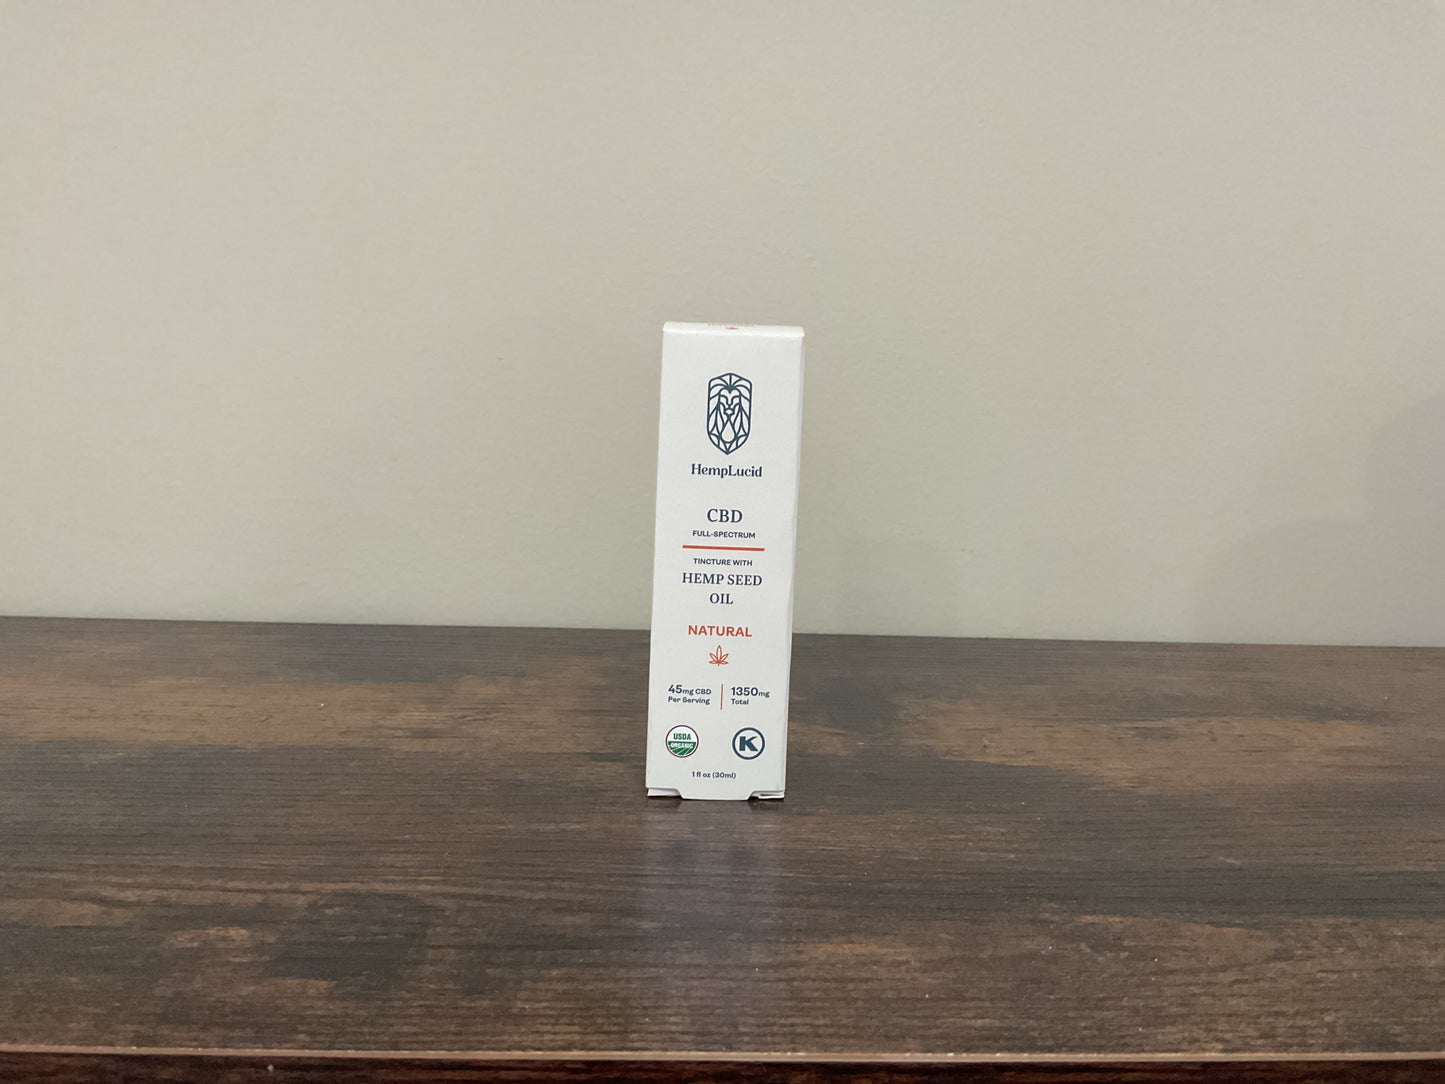 HempLucid
CBD
FULL-SPECTRUM
TINCTURE WITH
HEMP SEED
OIL
NATURAL
45mg CBD
Per Serving
1350mg
Total
USDA
ORGANIC
K
1 fl oz (30ml)